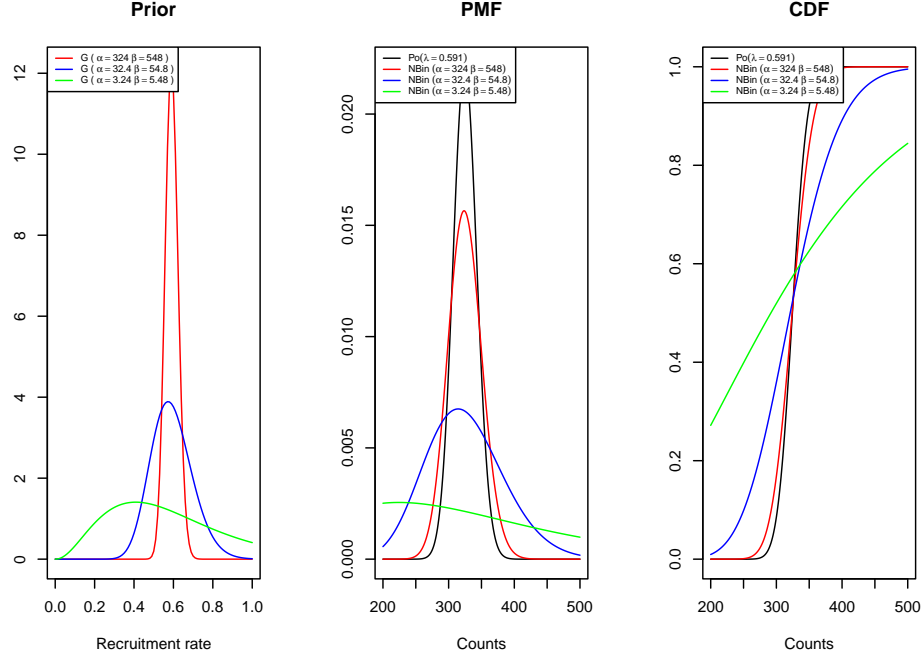 Prior
G ( α = 324 β = 548)
G ( α = 32.4 β = 54.8)
G ( α = 3.24 β = 5.48)
0
2
4
6
8
10
12
0.0
0.2
0.4
0.6
0.8
1.0
Recruitment rate
PMF
Po(λ = 0.591)
NBin (α = 324 β = 548)
NBin (α = 32.4 β = 54.8)
NBin (α = 3.24 β = 5.48)
0.000
0.005
0.010
0.015
0.020
200
300
400
500
Counts
CDF
Po(λ = 0.591)
NBin (α = 324 β = 548)
NBin (α = 32.4 β = 54.8)
NBin (α = 3.24 β = 5.48)
0.0
0.2
0.4
0.6
0.8
1.0
200
300
400
500
Counts